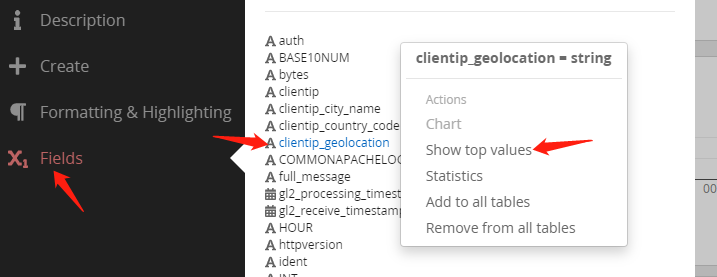 Description
Create
Formatting & Highlighting
X₁ Fields
auth
BASE10NUM
bytes
clientip
clientip_city_name
clientip_country_code
clientip_geolocation
COMMONAPACHELOG
full_message
gl2_processing_timest
gl2_receive_timestamp
HOUR
httpversion
ident
INT
clientip_geolocation = string
Actions
Chart
Show top values
Statistics
Add to all tables
Remove from all tables
00